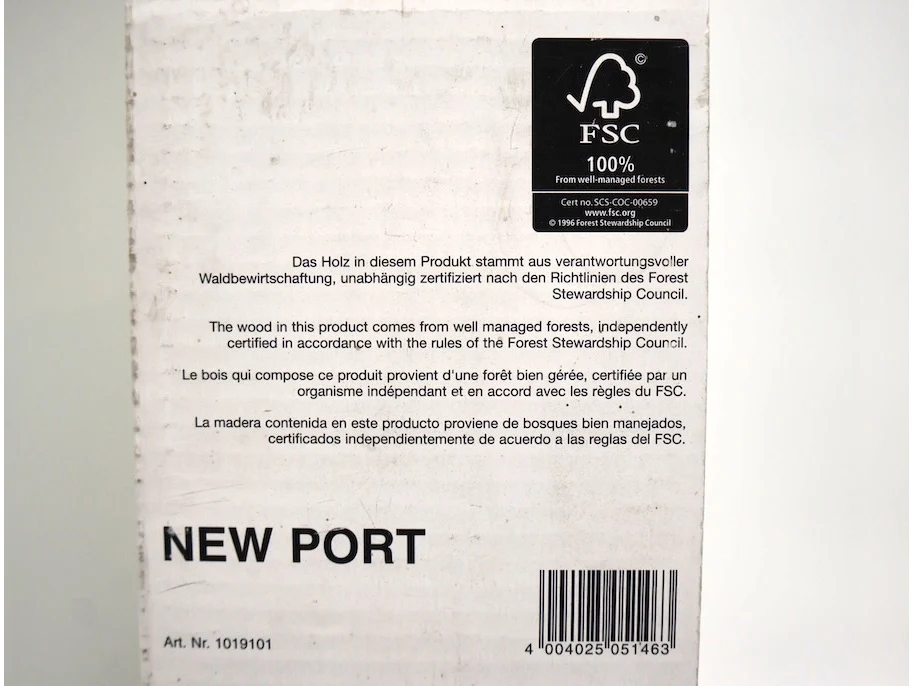 ©
FSC
100%
From well-managed forests
Cert no. SCS-COC-00659
www.fsc.org
© 1996 Forest Stewardship Council
Das Holz in diesem Produkt stammt aus verantwortungsvoller
Waldbewirtschaftung, unabhängig zertifiziert nach den Richtlinien des Forest
Stewardship Council.
The wood in this product comes from well managed forests, independently
certified in accordance with the rules of the Forest Stewardship Council.
Le bois qui compose ce produit provient d'une forêt bien gérée, certifiée par un
organisme indépendant et en accord avec les règles du FSC.
La madera contenida en este producto proviene de bosques bien manejados,
certificados independientemente de acuerdo a las reglas del FSC.
NEW PORT
Art. Nr. 1019101
4 004025 051463